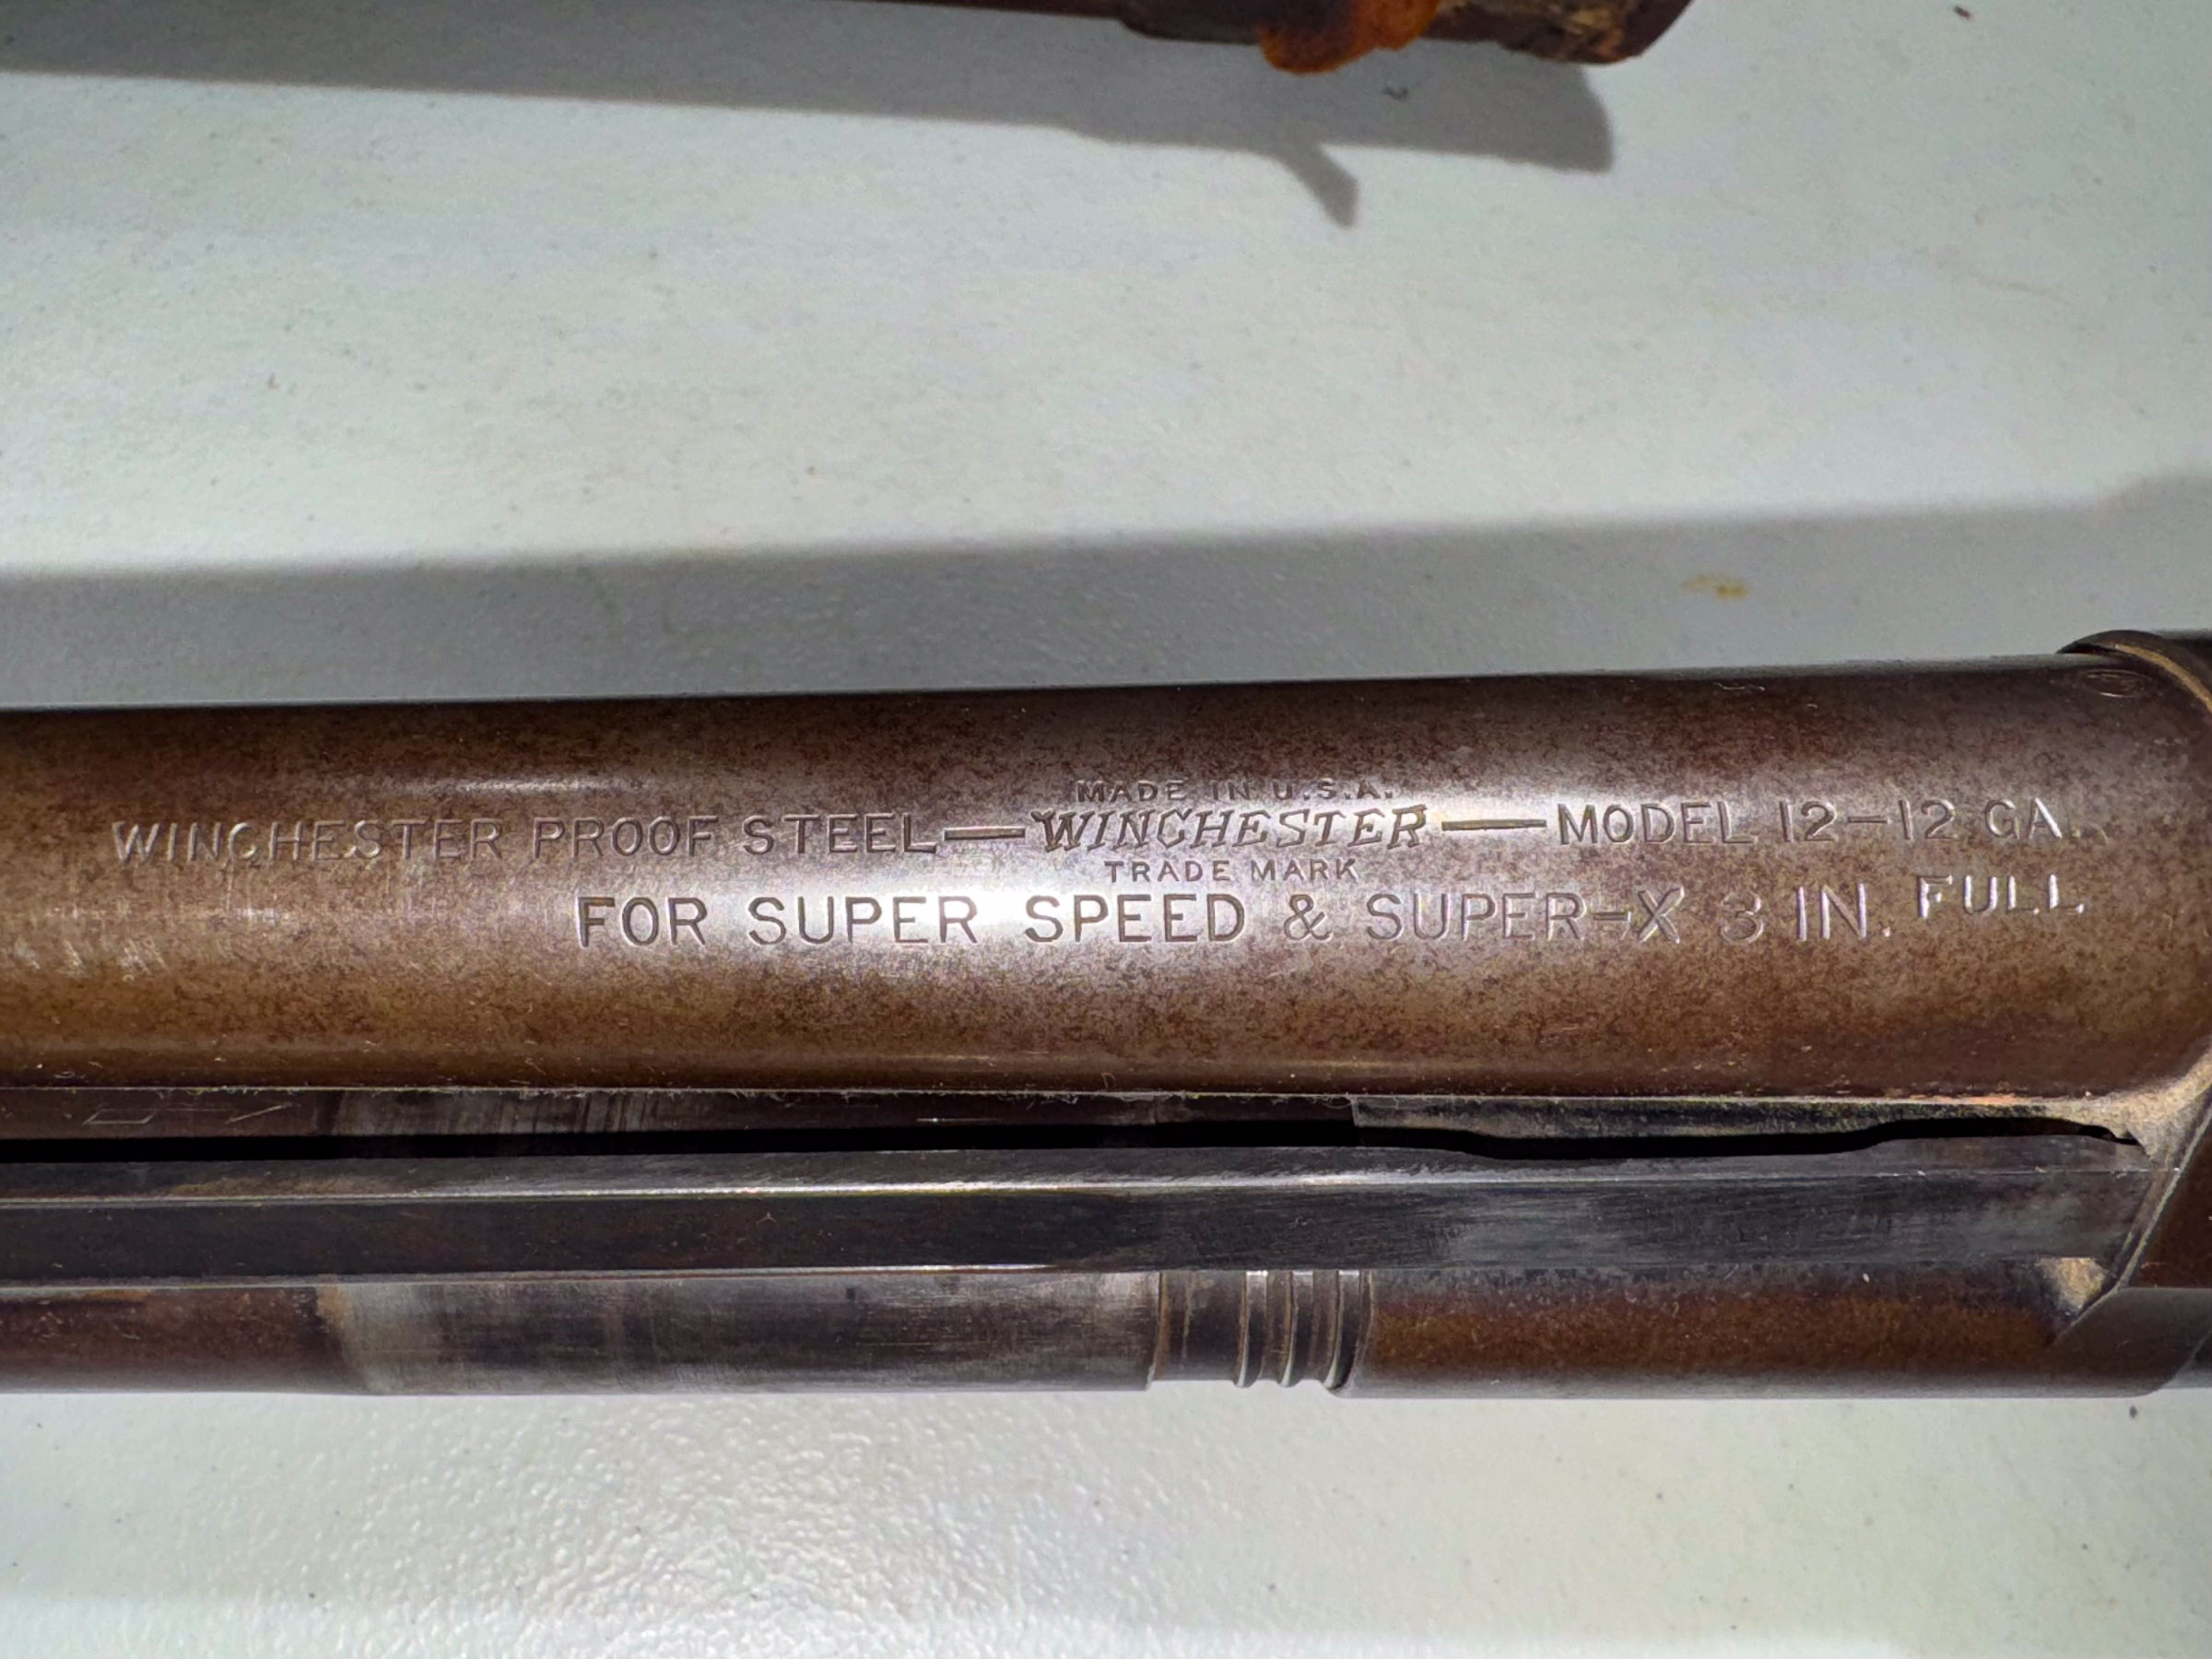 MADE IN U.S.A.
WINCHESTER PROOF STEEL—WINCHESTER—MODEL 12–12 GA.
TRADE MARK
FOR SUPER SPEED & SUPER-X 3 IN. FULL